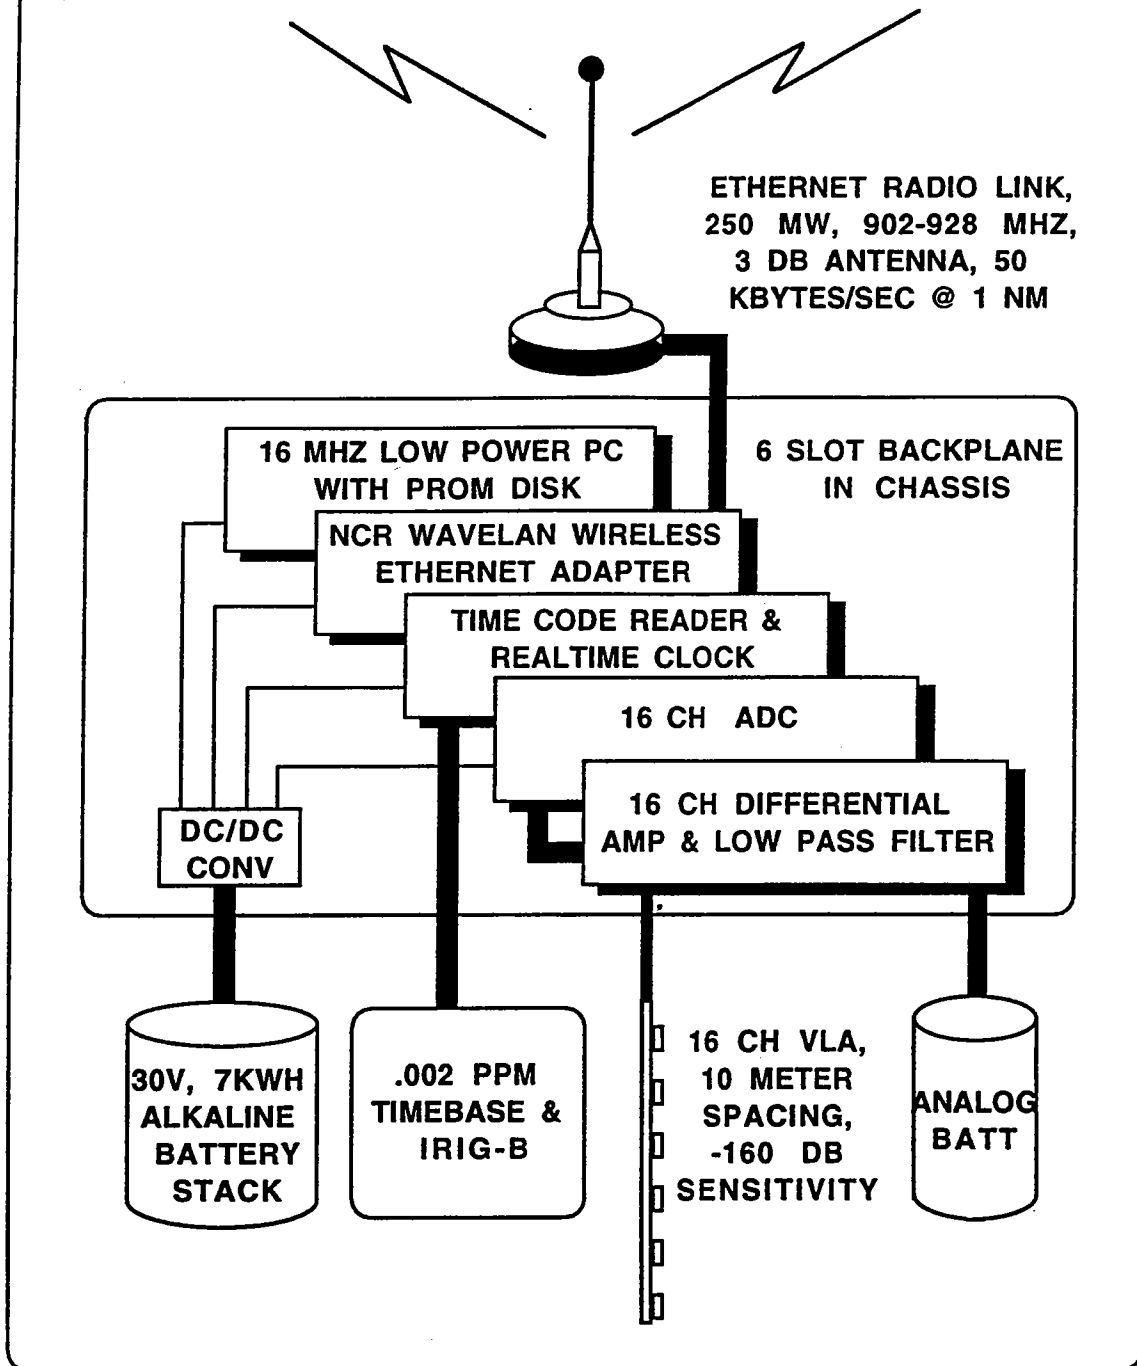 ETHERNET RADIO LINK,
250 MW, 902-928 MHZ,
3 DB ANTENNA, 50
KBYTES/SEC @ 1 NM
16 MHZ LOW POWER PC
WITH PROM DISK
6 SLOT BACKPLANE
IN CHASSIS
NCR WAVELAN WIRELESS
ETHERNET ADAPTER
TIME CODE READER &
REALTIME CLOCK
16 CH ADC
16 CH DIFFERENTIAL
AMP & LOW PASS FILTER
DC/DC
CONV
30V, 7KWH
ALKALINE
BATTERY
STACK
.002 PPM
TIMEBASE &
IRIG-B
16 CH VLA,
10 METER
SPACING,
-160 DB
SENSITIVITY
ANALOG
BATT